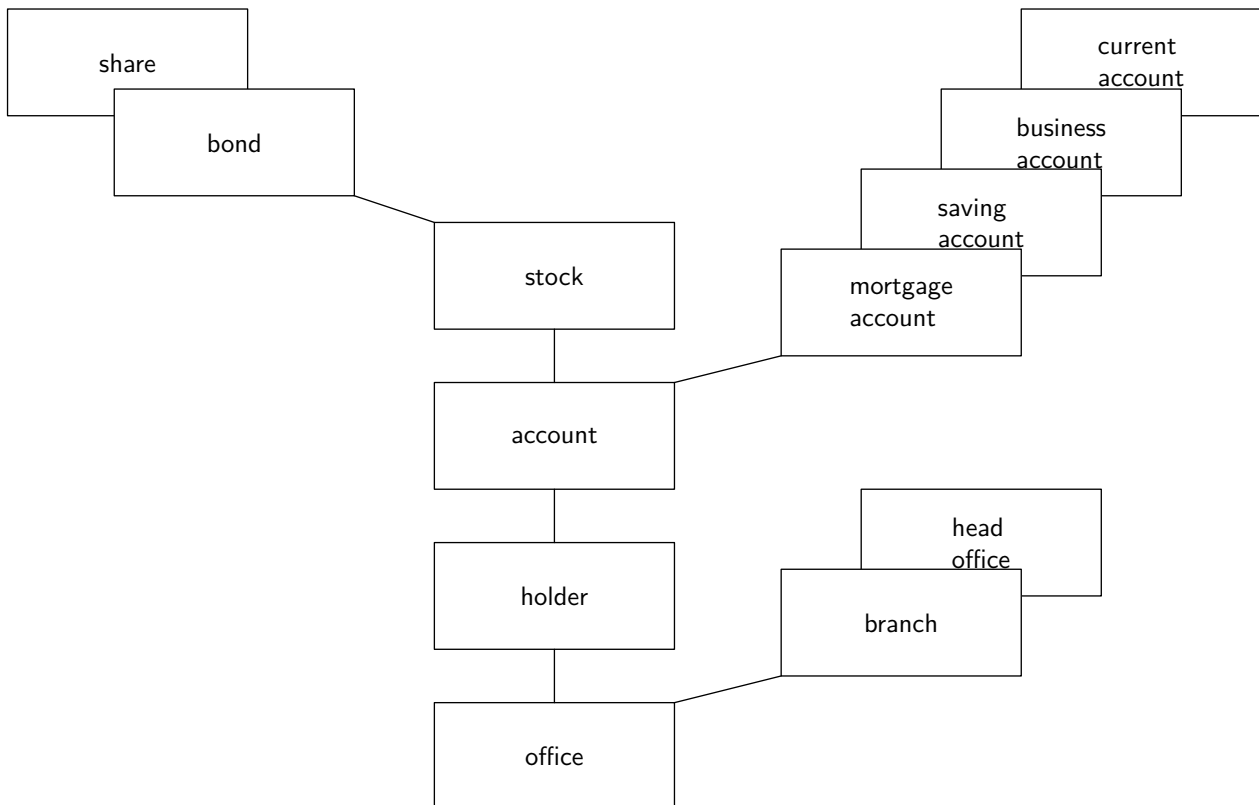 share
current
account
bond
business
account
saving
account
stock
mortgage
account
account
head
office
holder
branch
office